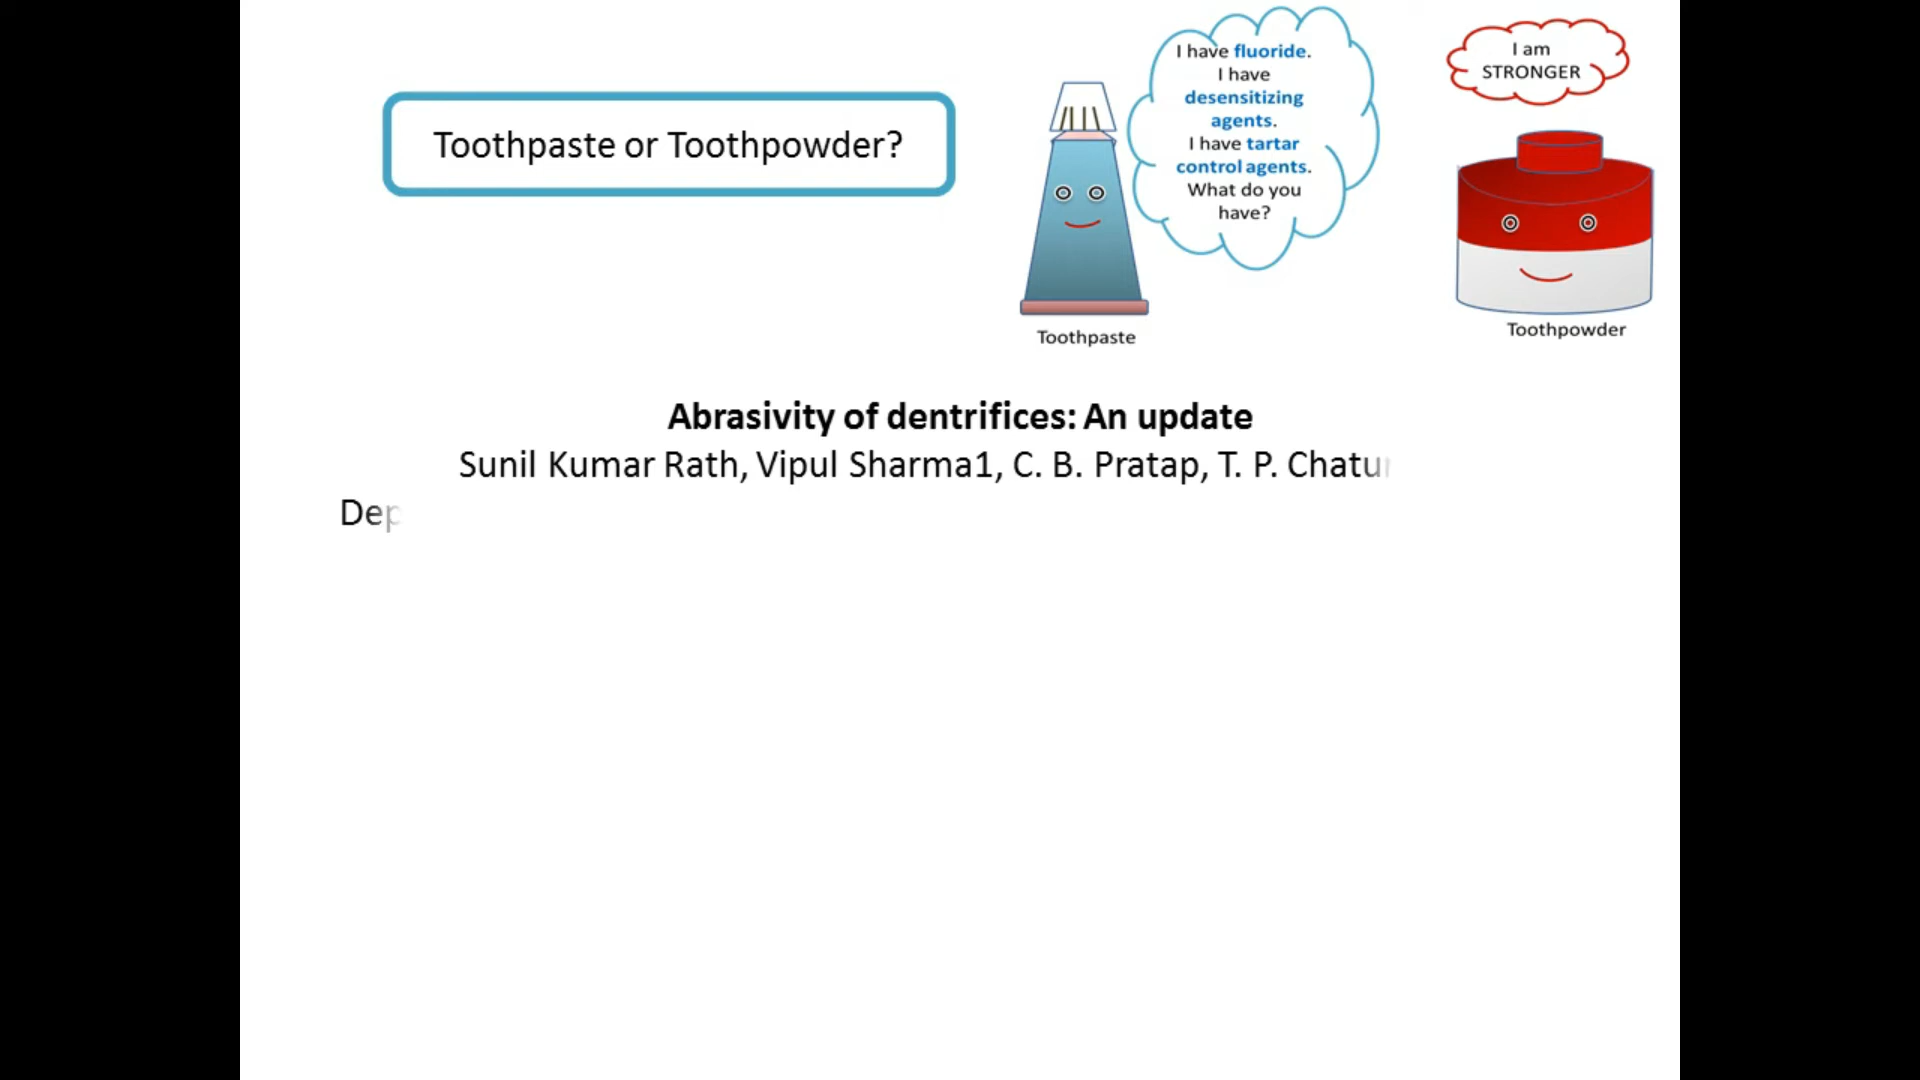 Toothpaste or Toothpowder?
I have fluoride.
I have
desensitizing
agents.
I have tartar
control agents.
What do you
have?
I am
STRONGER
Toothpaste
Toothpowder
Abrasivity of dentrifices: An update
Sunil Kumar Rath, Vipul Sharma1, C. B. Pratap, T. P.